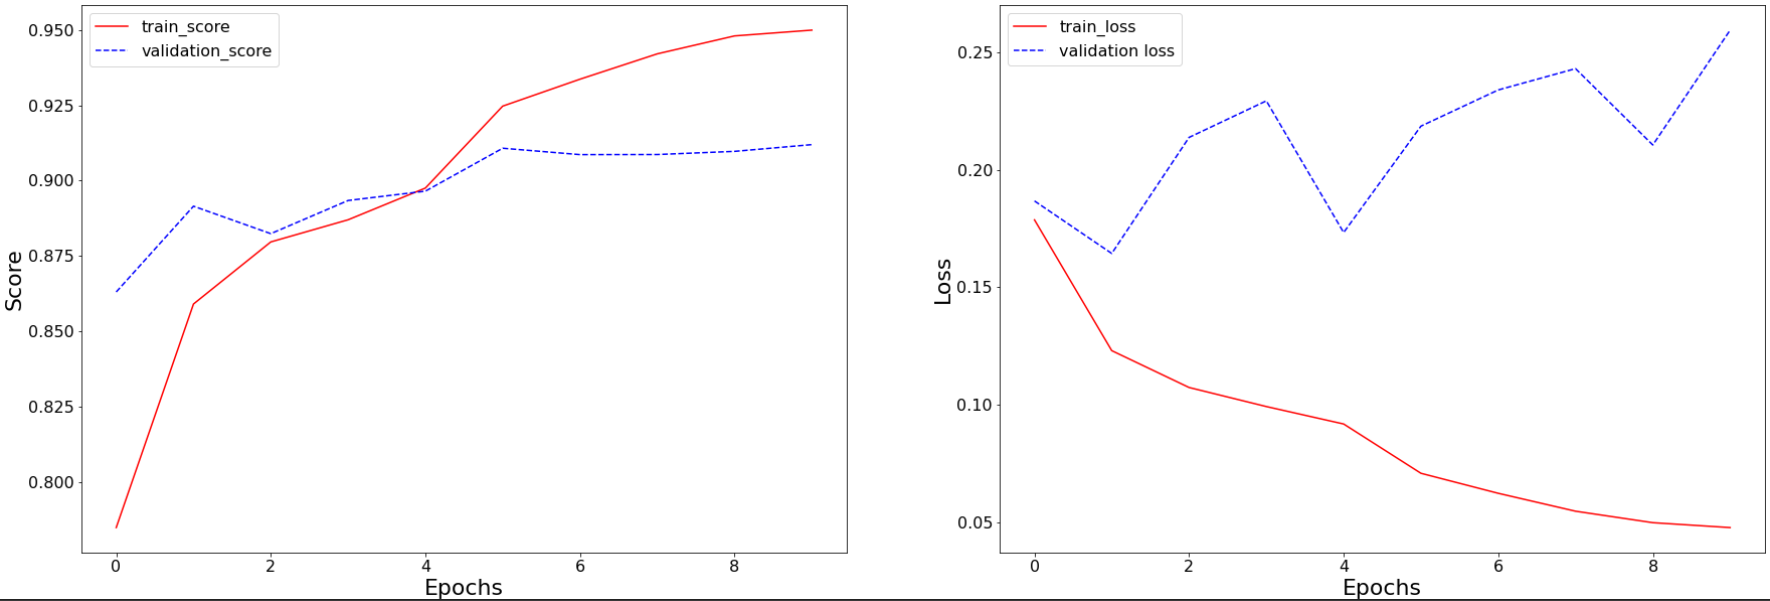 train_score
validation_score
0.950
0.925
0.900
0.875
0.850
0.825
0.800
Score
0 2 4 6 8
Epochs
train_loss
validation loss
0.25
0.20
0.15
0.10
0.05
Loss
0 2 4 6 8
Epochs